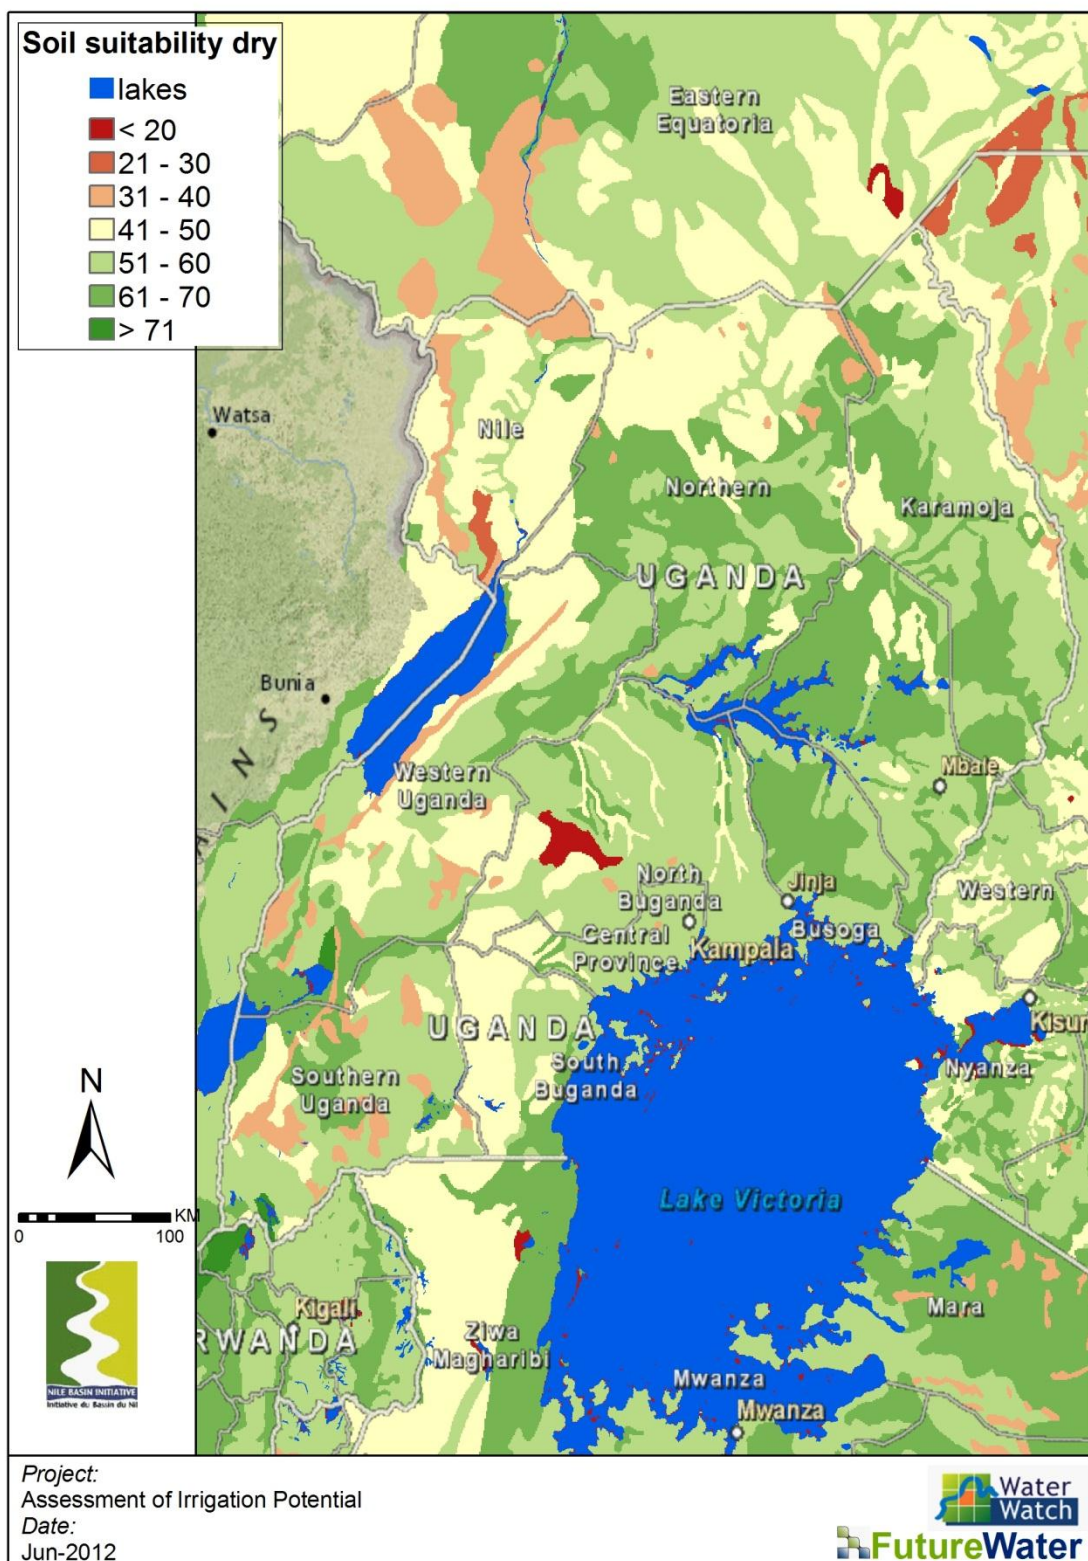 Soil suitability dry
lakes
< 20
21 - 30
31 - 40
41 - 50
51 - 60
61 - 70
> 71
Eastern
Equatoria
Watsa
Nile
Northern
Karamoja
UGANDA
Bunia
AINS
Western
Uganda
Mbale
North
Buganda
Jinja
Western
Busoga
Central
Province
Kampala
Kisum
UGANDA
South
Buganda
Nyanza
N
Southern
Uganda
Lake Victoria
KM
0 100
Kigali
RWANDA
Ziwa
Magharibi
Mara
Mwanza
Mwanza
NILE BASIN INITIATIVE
Initiative du Bassin du Nil
Project:
Assessment of Irrigation Potential
Date:
Jun-2012
Water
Watch
FutureWater